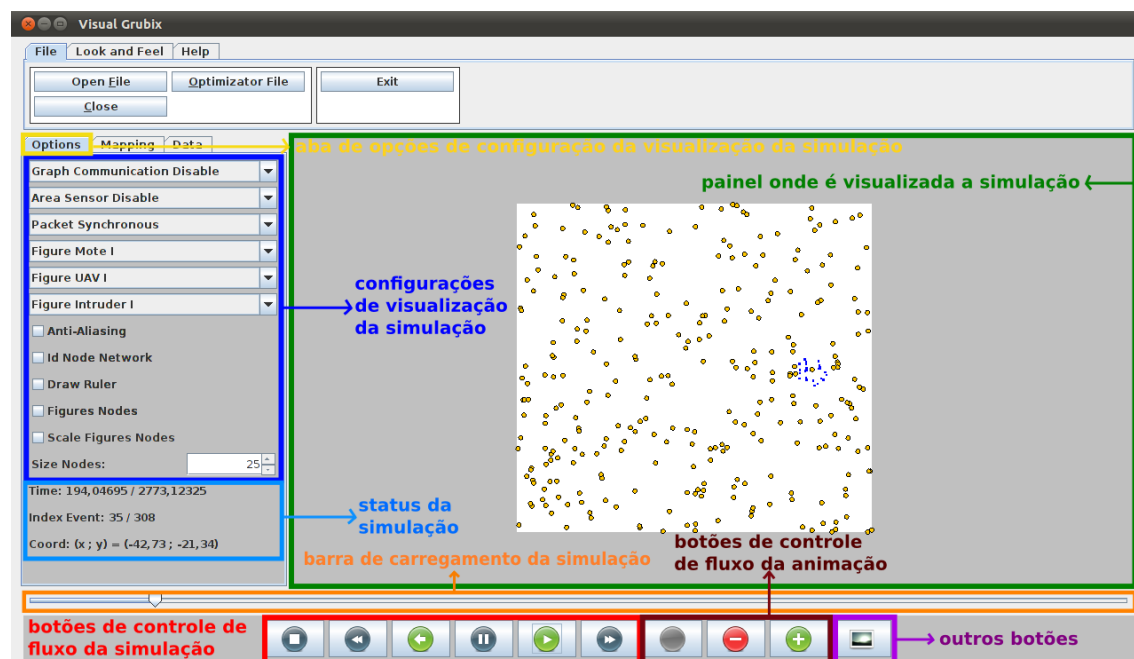 Visual Grubix
File Look and Feel Help
Open File Optimizator File Exit
Close
Options Mapping Data
aba de opções de configuração da visualização da simulação
Graph Communication Disable
painel onde é visualizada a simulação
Area Sensor Disable
Packet Synchronous
Figure Mote I
Figure UAV I
Figure Intruder I
configurações
de visualização
da simulação
Anti-Aliasing
Id Node Network
Draw Ruler
Figures Nodes
Scale Figures Nodes
Size Nodes: 25
Time: 194,04695 / 2773,12325
Index Event: 35 / 308
Coord: (x ; y) = (-42,73 ; -21,34)
status da
simulação
barra de carregamento da simulação
botões de controle
de fluxo da animação
botões de controle de
fluxo da simulação
outros botões